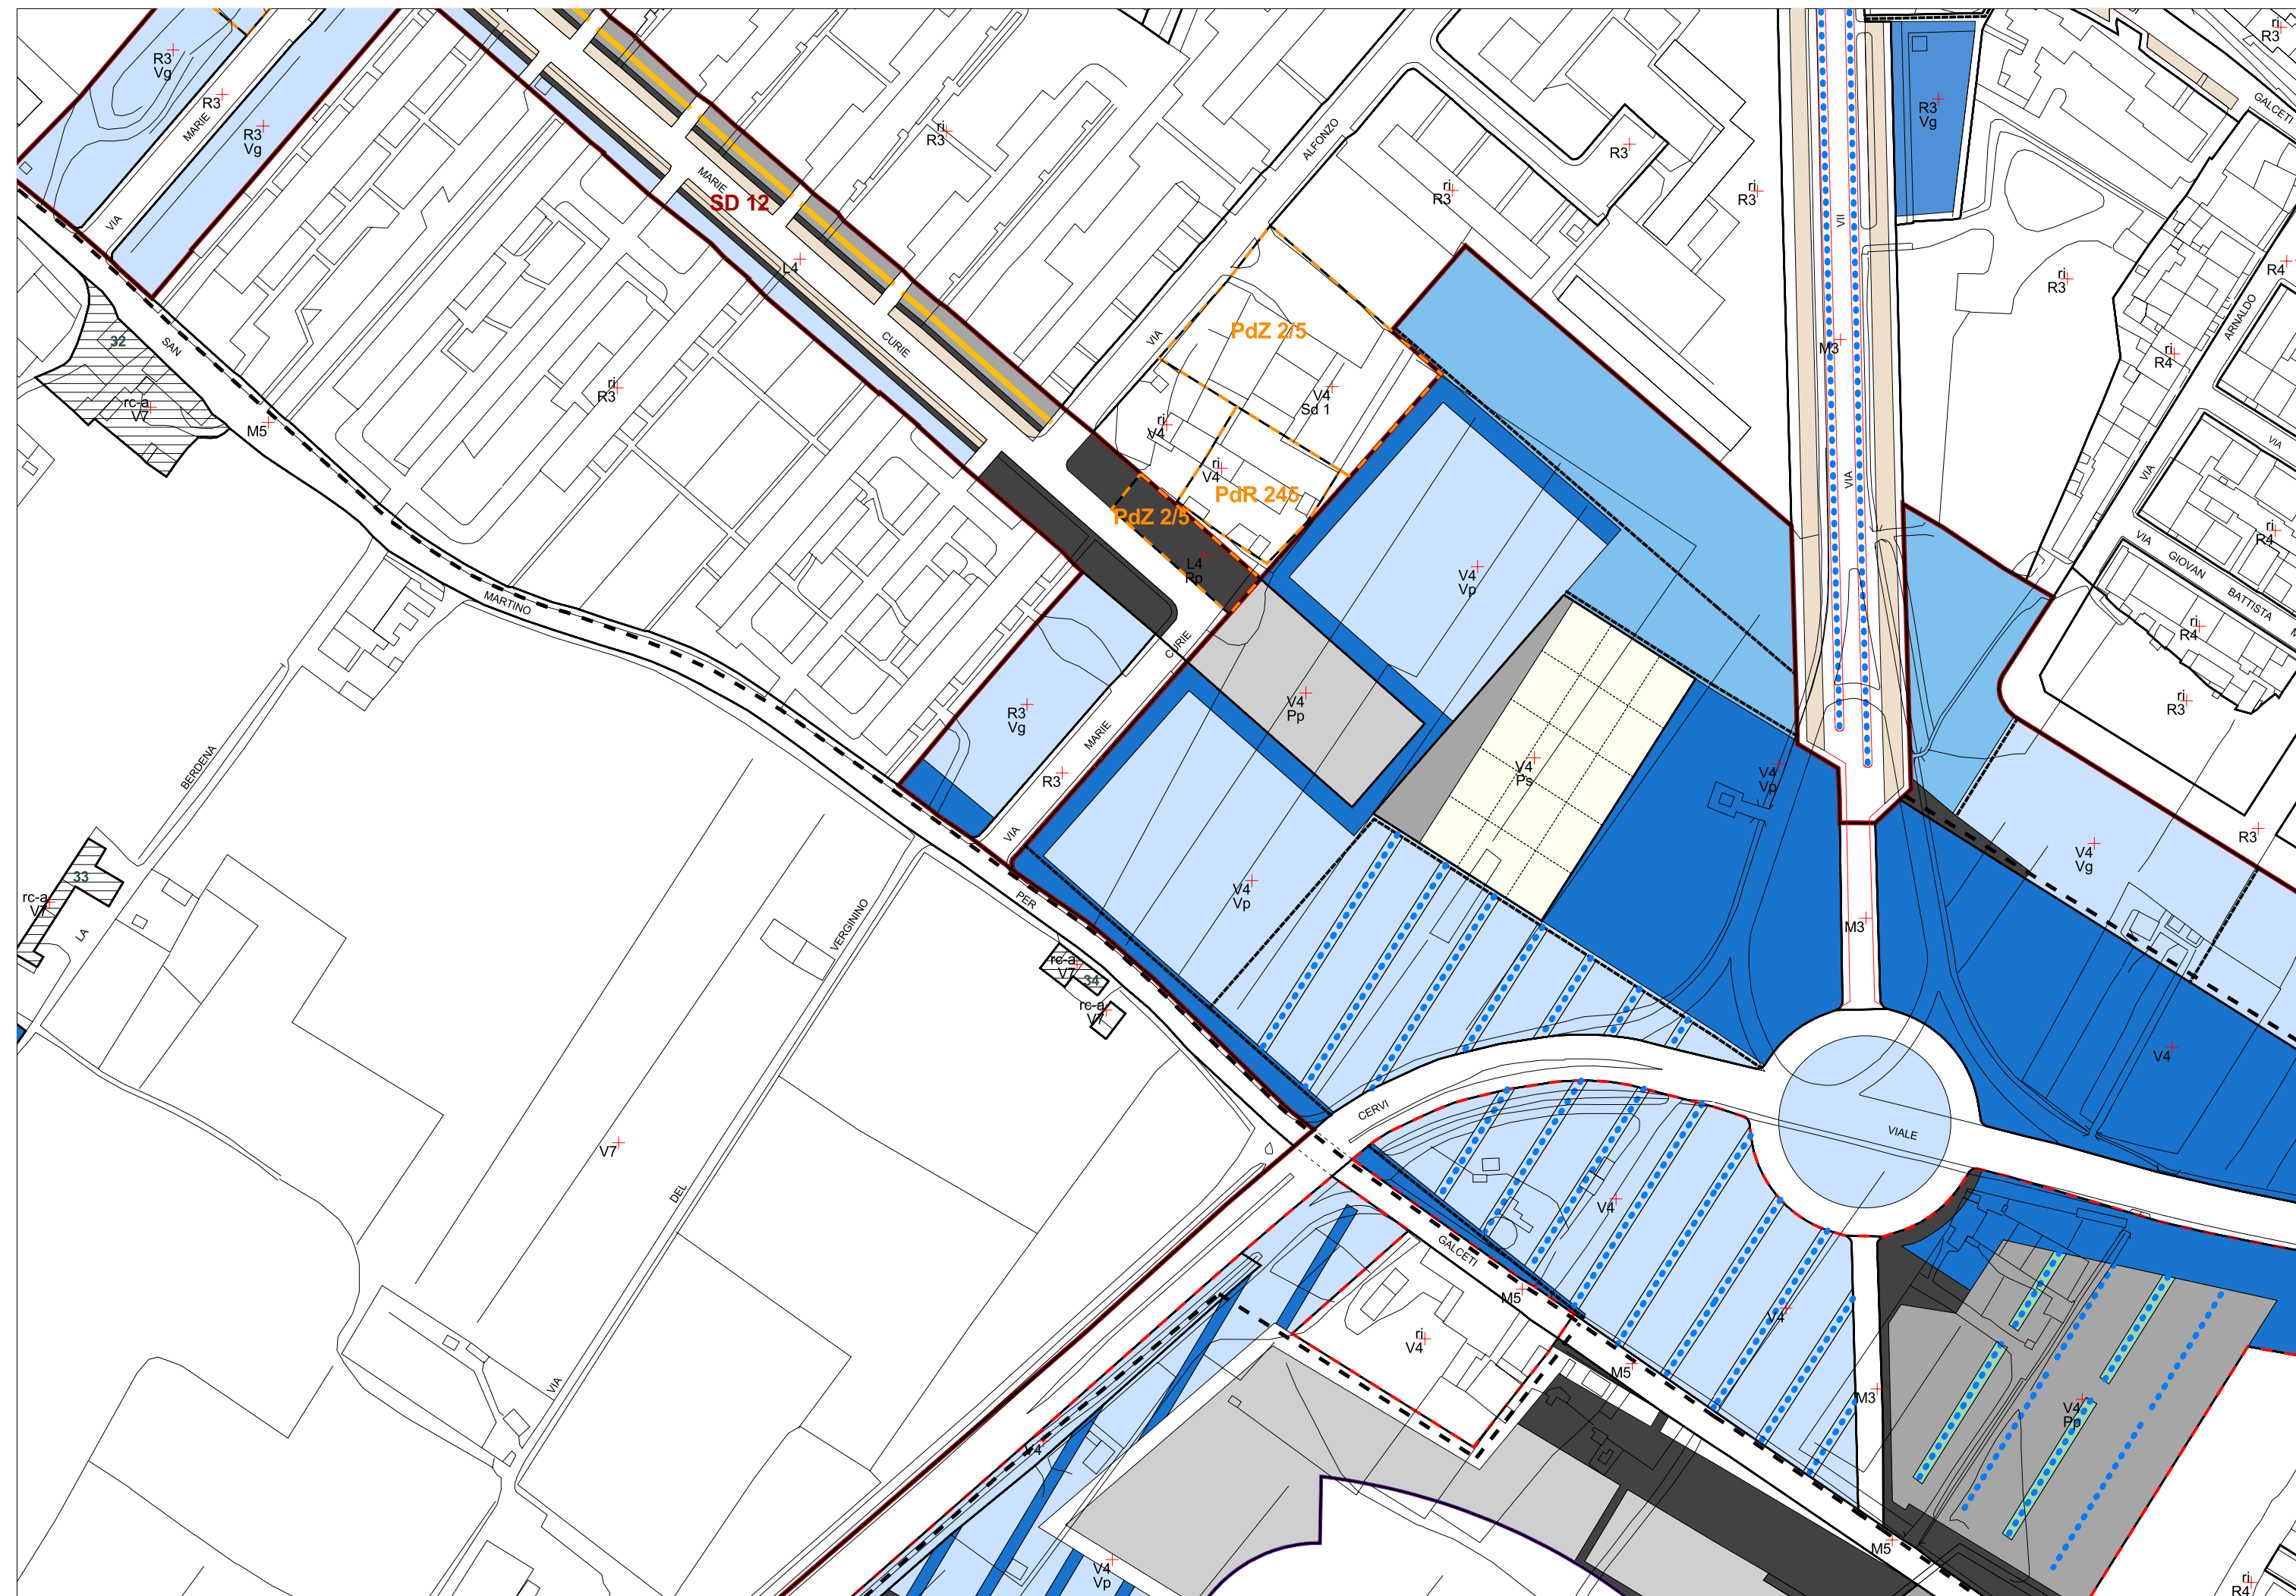 R3
Vg
R3
MARIE
R3
Vg
VIA
MARIE
SD 12
L4
CURIE
ri
R3
ALFONZO
VIA
R3
ri
R3
ri
R3
VII
VIA
M3
R3
Vg
ri
R3
GALCETI
ri
R3
R4
ARNALDO
ri
R4
VIA
VIA
ri
R4
VIA
GIOVAN
BATTISTA
ri
R4
ri
R3
32
SAN
rc-a
V7
M5
ri
R3
PdZ 2/5
V4
Sd 1
ri
V4
ri
V4
PdR 245
PdZ 2/5
L4
Pp
V4
Vp
MARTINO
CURIE
R3
Vg
V4
Pp
MARIE
R3
VIA
V4
Ps
V4
Vp
BERDENA
V4
Vg
R3
33
rc-a
V7
LA
VERGININO
PER
V4
Vp
M3
rc-a
V7
34
rc-a
V7
V4
CERVI
VIALE
V7
DEL
V4
GALCETI
M5
V4
ri
V4
M5
M3
VIA
V4
Pp
V4
M5
V4
Vp
ri
R4